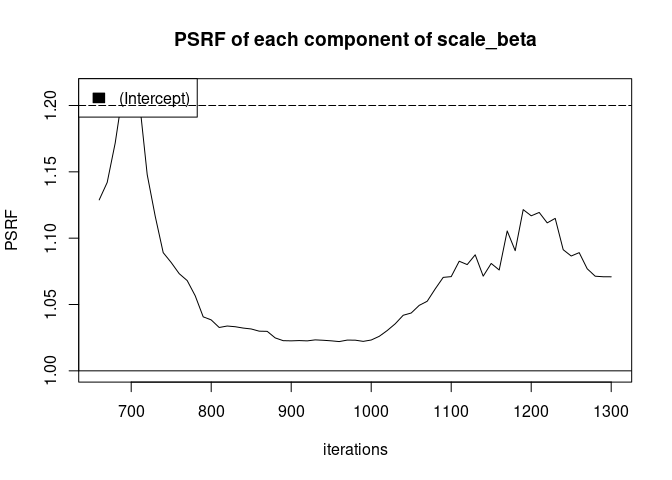 PSRF of each component of scale_beta
(Intercept)
PSRF
1.20
1.15
1.10
1.05
1.00
700 800 900 1000 1100 1200 1300
iterations